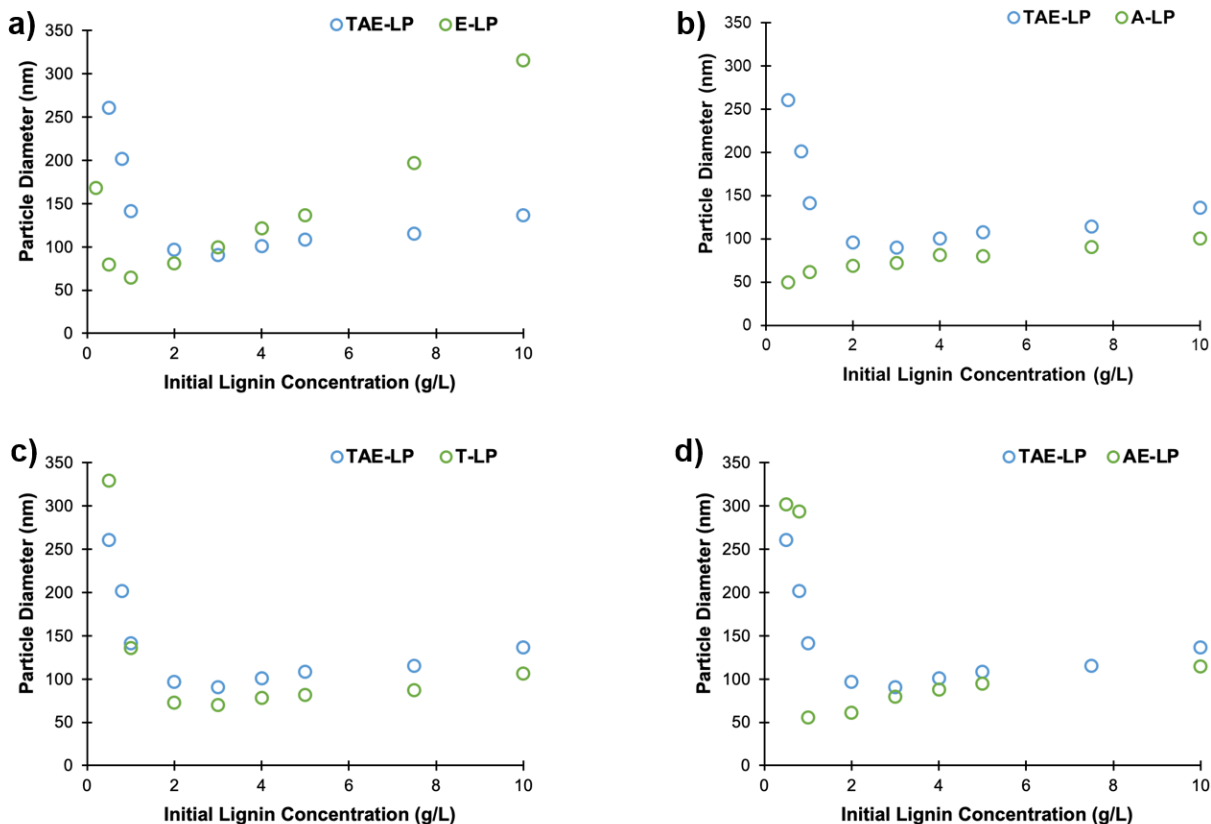 a)
TAE-LP E-LP
350
300
250
200
150
100
50
0
Particle Diameter (nm)
0 2 4 6 8 10
Initial Lignin Concentration (g/L)
b)
TAE-LP A-LP
350
300
250
200
150
100
50
0
Particle Diameter (nm)
0 2 4 6 8 10
Initial Lignin Concentration (g/L)
c)
TAE-LP T-LP
350
300
250
200
150
100
50
0
Particle Diameter (nm)
0 2 4 6 8 10
Initial Lignin Concentration (g/L)
d)
TAE-LP AE-LP
350
300
250
200
150
100
50
0
Particle Diameter (nm)
0 2 4 6 8 10
Initial Lignin Concentration (g/L)